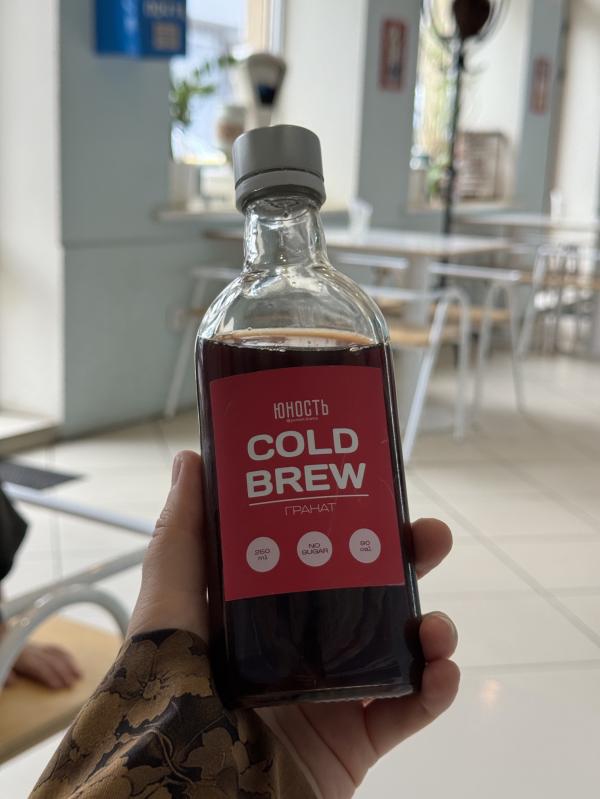 ЮНОСТЬ
COLD
BREW
ГРАНАТ
250
ml
NO
SUGAR
90
cal